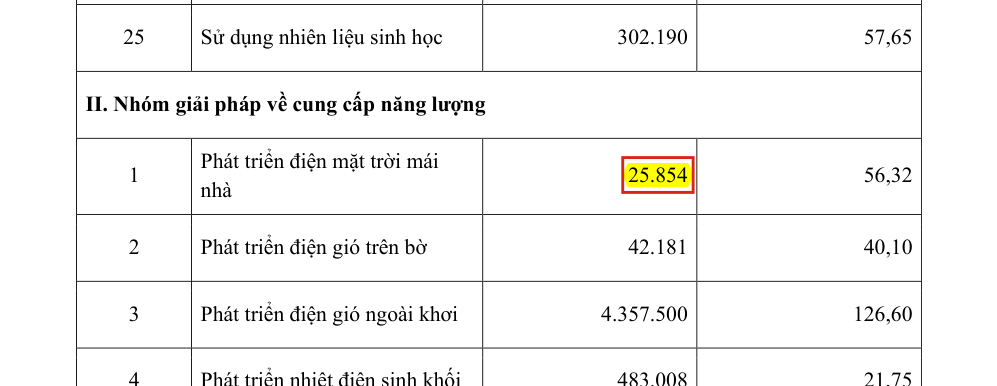 25 Sử dụng nhiên liệu sinh học 302.190 57,65
II. Nhóm giải pháp về cung cấp năng lượng
1 Phát triển điện mặt trời mái nhà 25.854 56,32
2 Phát triển điện gió trên bờ 42.181 40,10
3 Phát triển điện gió ngoài khơi 4.357.500 126,60
4 Phát triển nhiệt điện sinh khối 483.008 21,75